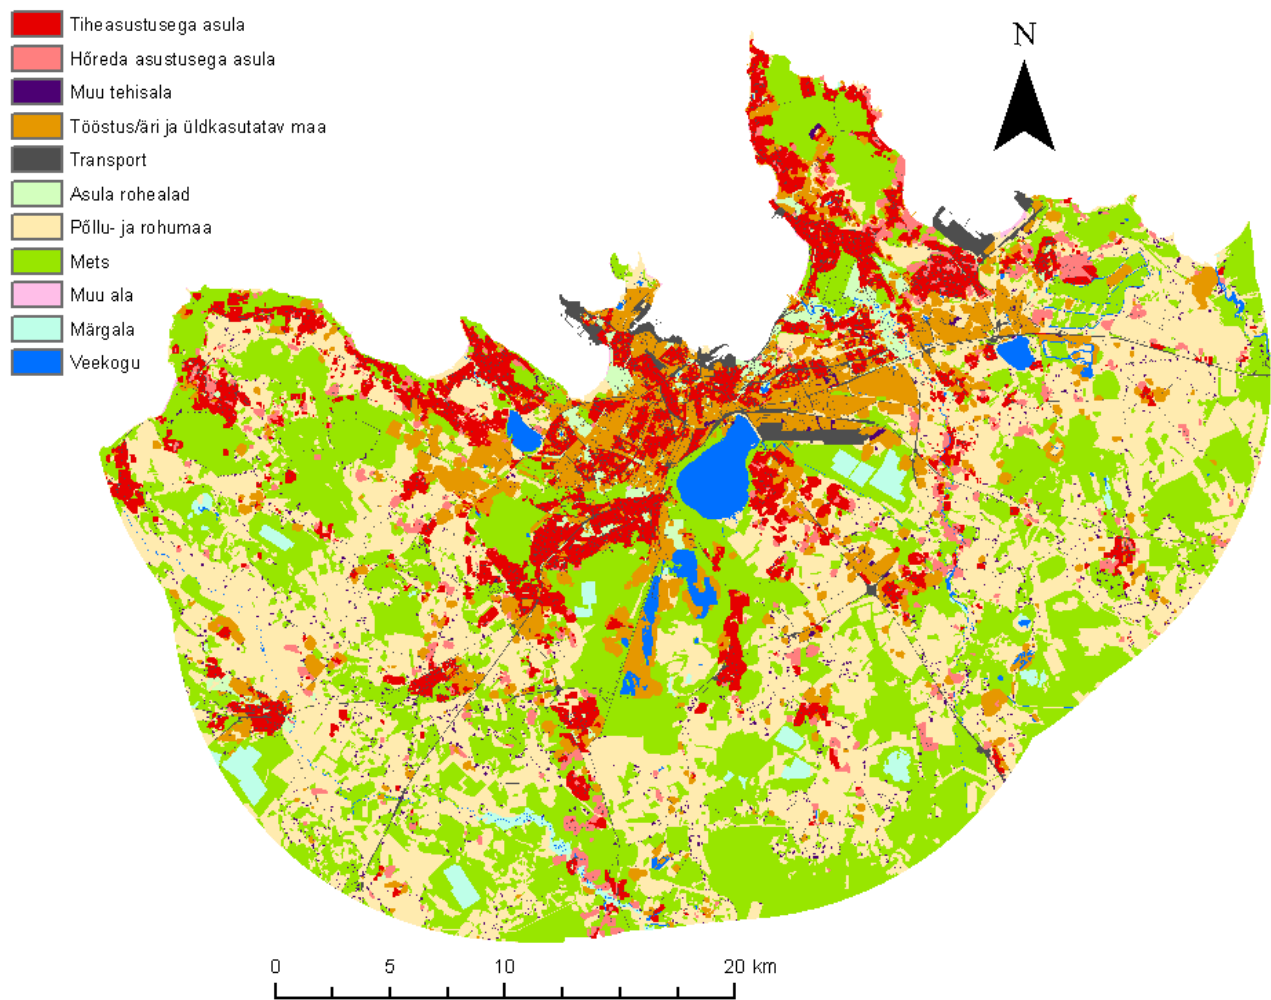 Tiheasustusega asula
Hõreda asustusega asula
Muu tehisala
Tööstus/äri ja üldkasutatav maa
Transport
Asula rohealad
Põllu- ja rohumaa
Mets
Muu ala
Märgala
Veekogu
N
0 5 10 20 km